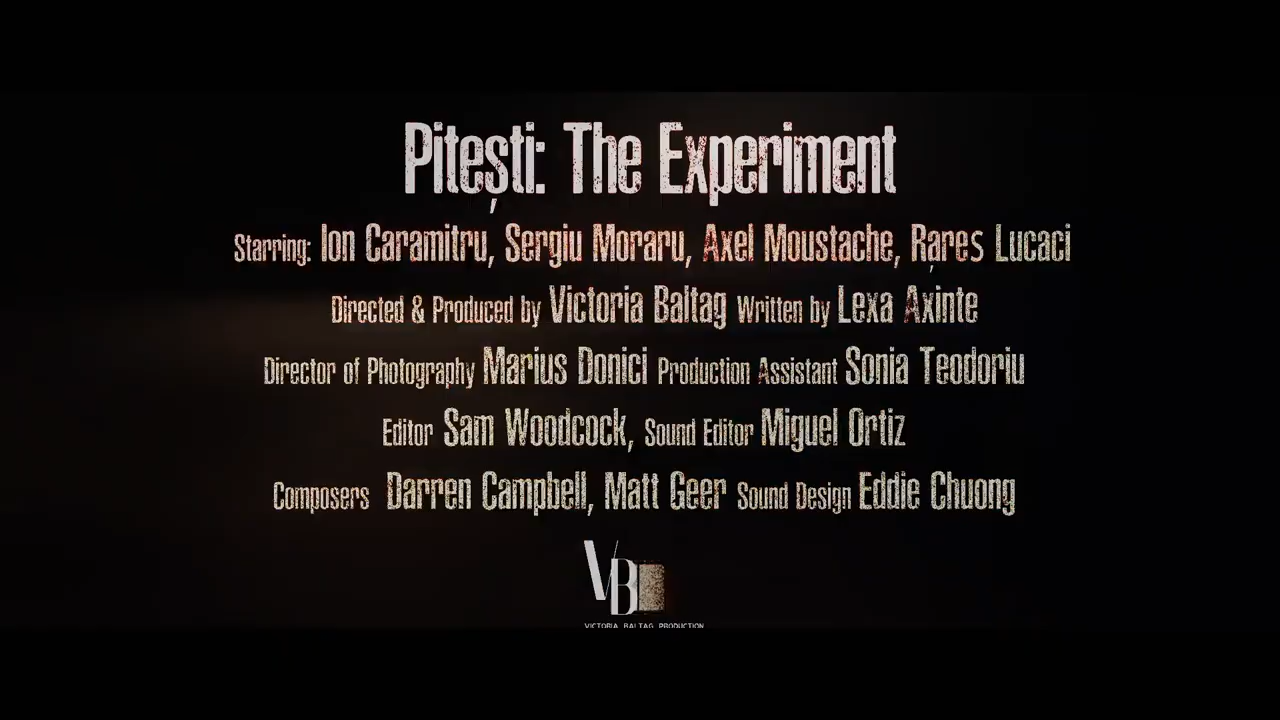 Pitești: The Experiment
Starring: Ion Caramitru, Sergiu Moraru, Axel Moustache, Rareș Lucaci
Directed & Produced by Victoria Baltag Written by Lexa Axinte
Director of Photography Marius Donici Production Assistant Sonia Teodoriu
Editor Sam Woodcock, Sound Editor Miguel Ortiz
Composers Darren Campbell, Matt Geer Sound Design Eddie Chuong
VB
VICTORIA BALTAG PRODUCTION